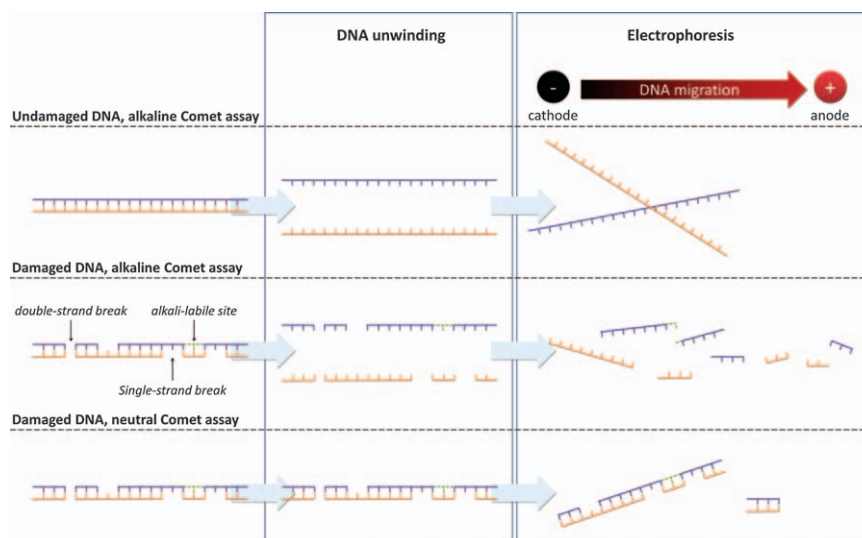 DNA unwinding
Electrophoresis
-
DNA migration
+
cathode
anode
Undamaged DNA, alkaline Comet assay
Damaged DNA, alkaline Comet assay
double-strand break
alkali-labile site
Single-strand break
Damaged DNA, neutral Comet assay